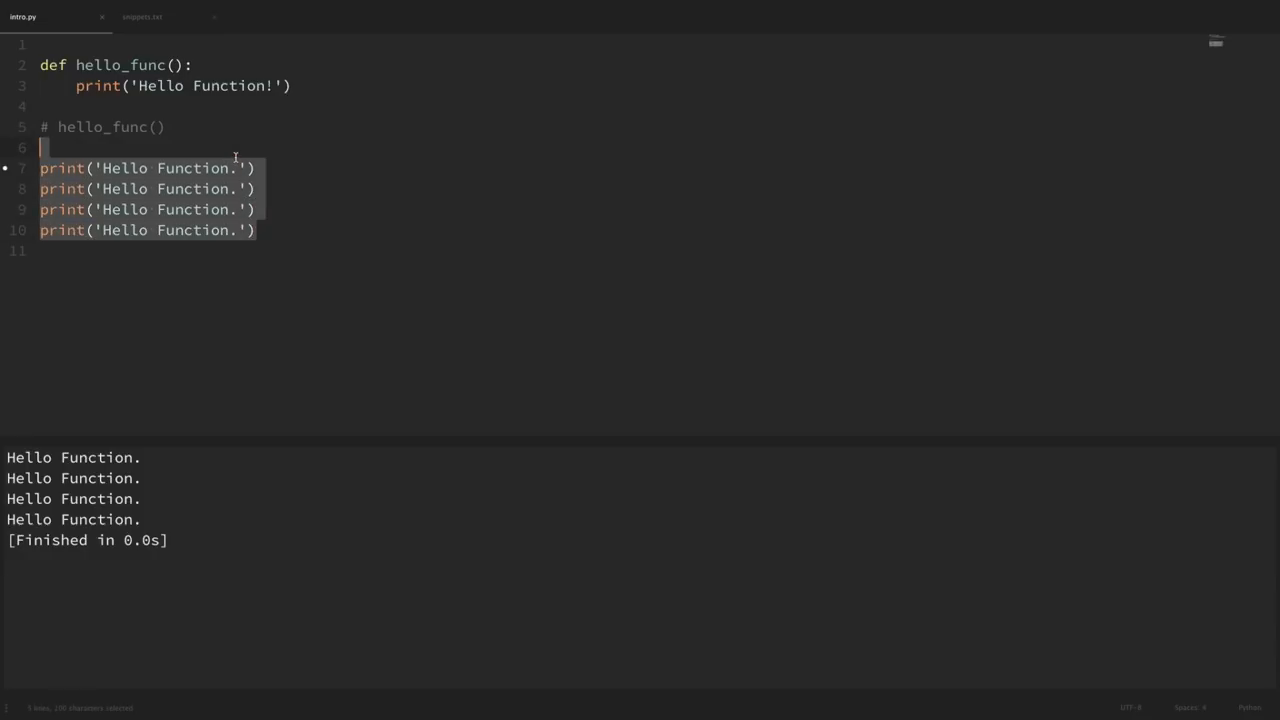 intro.py × snippets.txt
1
2 def hello_func():
3 print('Hello Function!')
4
5 # hello_func()
6
7 print('Hello Function.')
8 print('Hello Function.')
9 print('Hello Function.')
10 print('Hello Function.')
11
Hello Function.
Hello Function.
Hello Function.
Hello Function.
[Finished in 0.0s]
5 lines, 100 characters selected UTF-8 Spaces: 4 Python